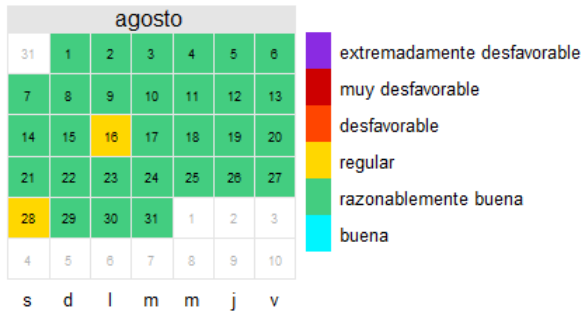 agosto
31 1 2 3 4 5 6
7 8 9 10 11 12 13
14 15 16 17 18 19 20
21 22 23 24 25 26 27
28 29 30 31 1 2 3
4 5 6 7 8 9 10
s d l m m j v
extremadamente desfavorable
muy desfavorable
desfavorable
regular
razonablemente buena
buena